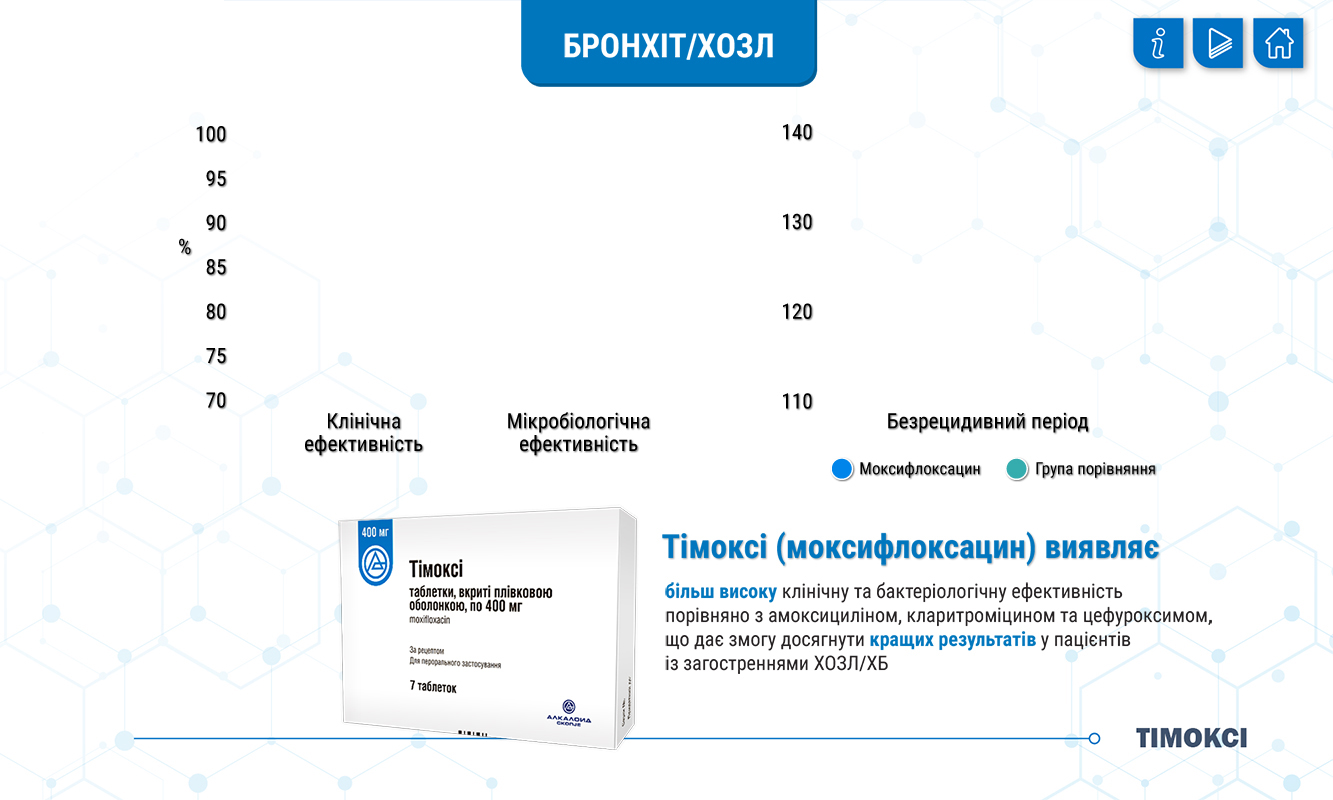 БРОНХІТ/ХОЗЛ
100
95
90
%
85
80
75
70
Клінічна
ефективність
Мікробіологічна
ефективність
140
130
120
110
Безрецидивний період
Моксифлоксацин
Група порівняння
400 мг
Тімоксі
таблетки, вкриті плівковою
оболонкою, по 400 мг
moxifloxacin
За рецептом
Для перорального застосування
7 таблеток
АЛКАЛОИД
СКОПЈЕ
Тімоксі (моксифлоксацин) виявляє
більш високу клінічну та бактеріологічну ефективність
порівняно з амоксициліном, кларитроміцином та цефуроксимом,
що дає змогу досягнути кращих результатів у пацієнтів
із загостреннями ХОЗЛ/ХБ
ТІМОКСІ